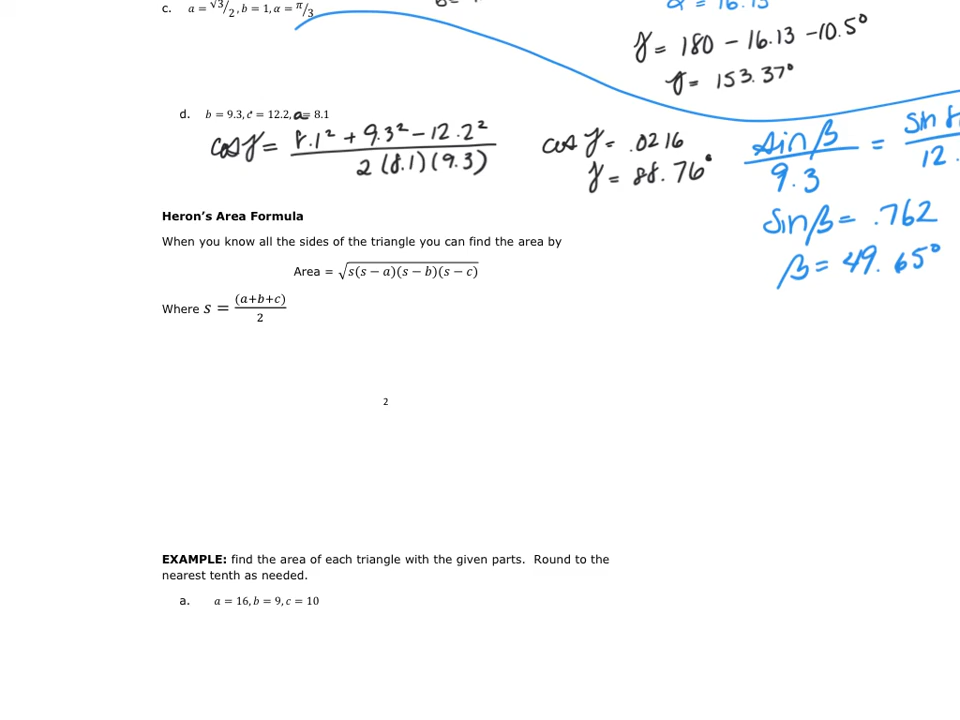 c. a = √3/2, b = 1, α = π/3
α = 16.13
γ = 180 − 16.13 − 10.5°
γ = 153.37°
d. b = 9.3, c = 12.2, a = 8.1
cos γ = (8.1² + 9.3² − 12.2²) / (2(8.1)(9.3))
cos γ = .0216
γ = 88.76°
sin β / 9.3 = sin 8 / 12.
sin β = .762
β = 49.65°
Heron's Area Formula
When you know all the sides of the triangle you can find the area by
Area = √s(s − a)(s − b)(s − c)
Where s = (a+b+c) / 2
2
EXAMPLE: find the area of each triangle with the given parts. Round to the
nearest tenth as needed.
a. a = 16, b = 9, c = 10